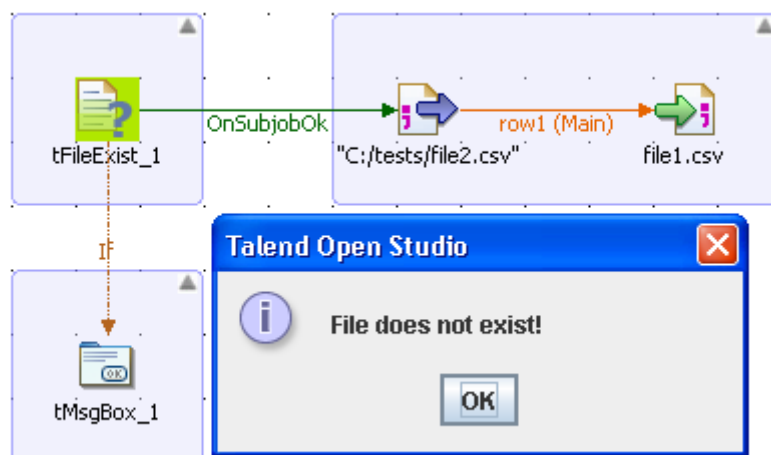 OnSubjobOk
row1 (Main)
tFileExist_1
"C:/tests/file2.csv"
file1.csv
If
Talend Open Studio
File does not exist!
OK
OK
tMsgBox_1